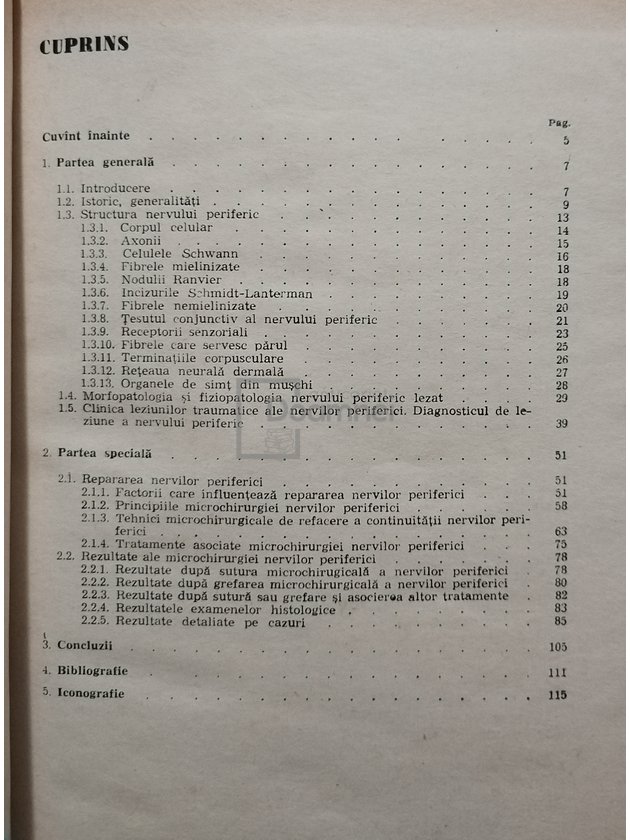 CUPRINS
Pag.
Cuvînt înainte . . . . . . . . . . . . . . . 5
1. Partea generală . . . . . . . . . . . . . . 7
1.1. Introducere . . . . . . . . . . . . . . 7
1.2. Istoric, generalități . . . . . . . . . . . . . 9
1.3. Structura nervului periferic . . . . . . . . . . 13
1.3.1. Corpul celular . . . . . . . . . . . . 14
1.3.2. Axonii . . . . . . . . . . . . . . 15
1.3.3. Celulele Schwann . . . . . . . . . . . 16
1.3.4. Fibrele mielinizate . . . . . . . . . . . 18
1.3.5. Nodulii Ranvier . . . . . . . . . . . 18
1.3.6. Incizurile Schmidt-Lanterman . . . . . . . . 19
1.3.7. Fibrele nemielinizate . . . . . . . . . . 20
1.3.8. Țesutul conjunctiv al nervului periferic . . . . . . 21
1.3.9. Receptorii senzoriali . . . . . . . . . . 23
1.3.10. Fibrele care servesc părul . . . . . . . . . 25
1.3.11. Terminațiile corpusculare . . . . . . . . . 26
1.3.12. Rețeaua neurală dermală . . . . . . . . . 27
1.3.13. Organele de simț din mușchi . . . . . . . . 28
1.4. Morfopatologia și fiziopatologia nervului periferic lezat . . . . 29
1.5. Clinica leziunilor traumatice ale nervilor periferici. Diagnosticul de le-
ziune a nervului periferic . . . . . . . . . . . 39
2. Partea specială . . . . . . . . . . . . . . 51
2.1. Repararea nervilor periferici . . . . . . . . . . 51
2.1.1. Factorii care influențează repararea nervilor periferici . . . 51
2.1.2. Principiile microchirurgiei nervilor periferici . . . . . 58
2.1.3. Tehnici microchirurgicale de refacere a continuității nervilor peri-
ferici . . . . . . . . . . . . . . . 63
2.1.4. Tratamente asociate microchirurgiei nervilor periferici . . . 75
2.2. Rezultate ale microchirurgiei nervilor periferici . . . . . . 78
2.2.1. Rezultate după sutura microchirugicală a nervilor periferici . 78
2.2.2. Rezultate după grefarea microchirurgicală a nervilor periferici . 80
2.2.3. Rezultate după sutură sau grefare și asocierea altor tratamente . 82
2.2.4. Rezultatele examenelor histologice . . . . . . . 83
2.2.5. Rezultate detaliate pe cazuri . . . . . . . . 85
3. Concluzii . . . . . . . . . . . . . . . 105
4. Bibliografie . . . . . . . . . . . . . . . 111
5. Iconografie . . . . . . . . . . . . . . . 115